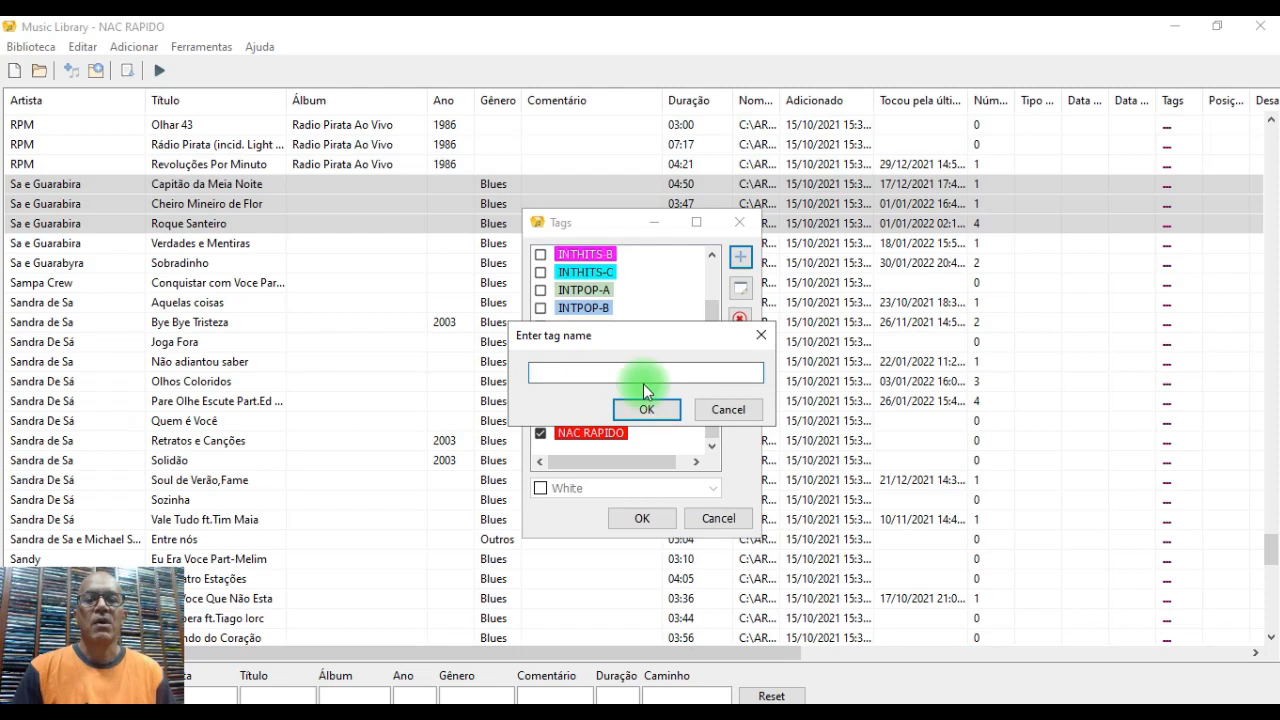 Music Library - NAC RAPIDO
Biblioteca Editar Adicionar Ferramentas Ajuda
Artista Título Álbum Ano Gênero Comentário Duração Nom... Adicionado Tocou pela últi... Núm... Tipo ... Data ... Data ... Tags Posiç... Desa
RPM Olhar 43 Radio Pirata Ao Vivo 1986 03:00 C:\AR... 15/10/2021 15:3... 0 ...
RPM Rádio Pirata (incid. Light ... Radio Pirata Ao Vivo 1986 07:17 C:\AR... 15/10/2021 15:3... 0 ...
RPM Revoluções Por Minuto Radio Pirata Ao Vivo 1986 04:21 C:\AR... 15/10/2021 15:3... 29/12/2021 14:5... 1 ...
Sa e Guarabira Capitão da Meia Noite Blues 04:50 C:\AR... 15/10/2021 15:3... 17/12/2021 17:4... 1 ...
Sa e Guarabira Cheiro Mineiro de Flor Blues 03:47 C:\AR... 15/10/2021 15:3... 01/01/2022 16:4... 1 ...
Sa e Guarabira Roque Santeiro Blues R... 15/10/2021 15:3... 01/01/2022 02:1... 4 ...
Sa e Guarabira Verdades e Mentiras Blues R... 15/10/2021 15:3... 18/01/2022 15:5... 1 ...
Sa e Guarabyra Sobradinho Blues R... 15/10/2021 15:3... 30/01/2022 20:4... 2 ...
Sampa Crew Conquistar com Voce Par... Blues R... 15/10/2021 15:3... 0 ...
Sandra de Sa Aquelas coisas Blues R... 15/10/2021 15:3... 23/10/2021 18:3... 1 ...
Sandra de Sa Bye Bye Tristeza 2003 Blues R... 15/10/2021 15:3... 26/11/2021 14:5... 2 ...
Sandra De Sá Joga Fora Blues R... 15/10/2021 15:3... 0 ...
Sandra de Sa Não adiantou saber Blues R... 15/10/2021 15:3... 22/01/2022 11:2... 1 ...
Sandra De Sá Olhos Coloridos Blues R... 15/10/2021 15:3... 03/01/2022 16:0... 3 ...
Sandra De Sá Pare Olhe Escute Part.Ed ... Blues R... 15/10/2021 15:3... 26/01/2022 15:4... 4 ...
Sandra De Sá Quem é Você Blues R... 15/10/2021 15:3... 0 ...
Sandra de Sa Retratos e Canções 2003 Blues R... 15/10/2021 15:3... 0 ...
Sandra de Sa Solidão 2003 Blues R... 15/10/2021 15:3... 0 ...
Sandra De Sá Soul de Verão,Fame Blues R... 15/10/2021 15:3... 21/12/2021 14:3... 1 ...
Sandra De Sá Sozinha Blues R... 15/10/2021 15:3... 0 ...
Sandra De Sá Vale Tudo ft.Tim Maia Blues R... 15/10/2021 15:3... 10/11/2021 14:4... 1 ...
Sandra de Sa e Michael S... Entre nós Outros 05:04 C:\AR... 15/10/2021 15:3... 0 ...
Sandy Eu Era Voce Part-Melim Blues 03:10 C:\AR... 15/10/2021 15:3... 0 ...
atro Estações Blues 04:05 C:\AR... 15/10/2021 15:3... 0 ...
Voce Que Não Esta Blues 03:36 C:\AR... 15/10/2021 15:3... 17/10/2021 21:0... 1 ...
pera ft.Tiago Iorc Blues 03:44 C:\AR... 15/10/2021 15:3... 0 ...
ndo do Coração Blues 03:56 C:\AR... 15/10/2021 15:3... 0 ...
Tags
INTHITS-B
INTHITS-C
INTPOP-A
INTPOP-B
Enter tag name
OK Cancel
NAC RAPIDO
White
OK Cancel
ta Título Álbum Ano Gênero Comentário Duração Caminho
Reset